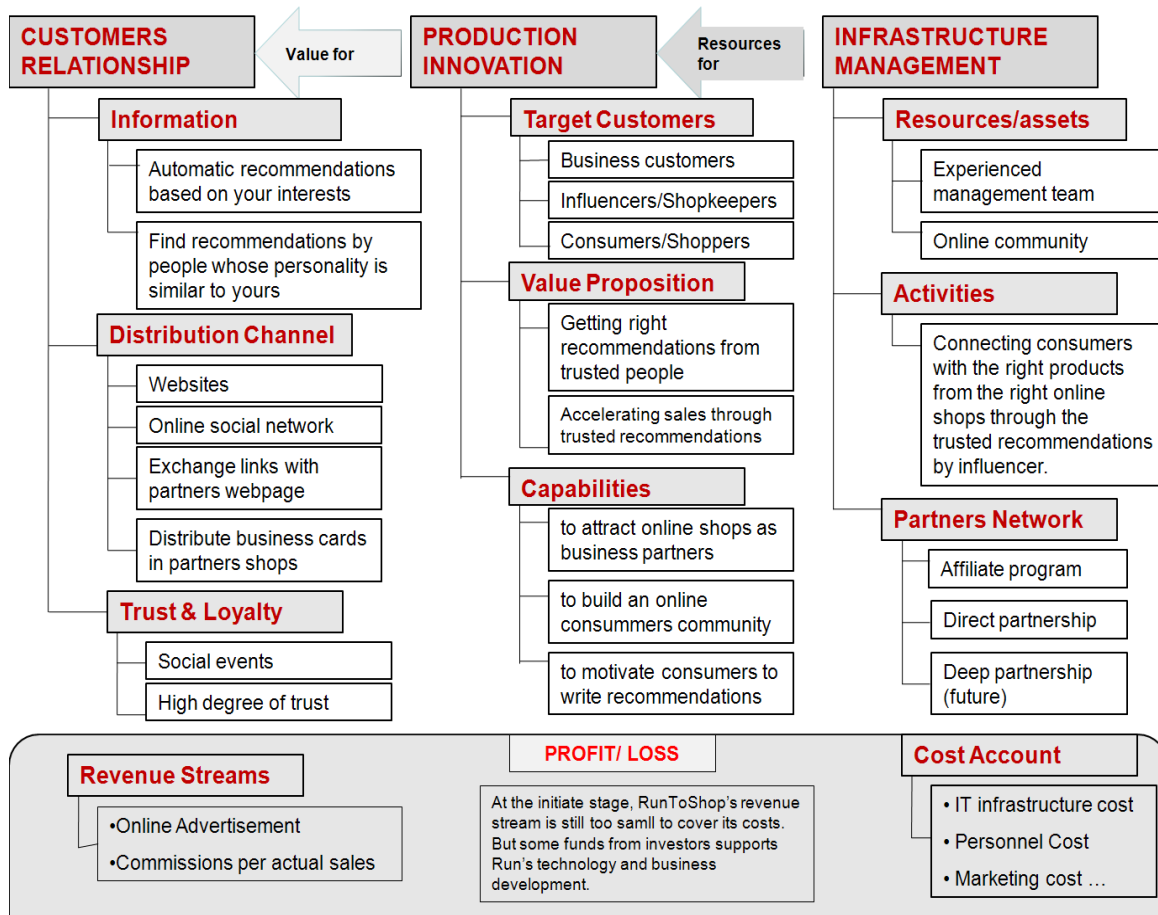 CUSTOMERS
RELATIONSHIP
Value for
PRODUCTION
INNOVATION
Resources
for
INFRASTRUCTURE
MANAGEMENT
Information
Automatic recommendations
based on your interests
Find recommendations by
people whose personality is
similar to yours
Distribution Channel
Websites
Online social network
Exchange links with
partners webpage
Distribute business cards
in partners shops
Trust & Loyalty
Social events
High degree of trust
Target Customers
Business customers
Influencers/Shopkeepers
Consumers/Shoppers
Value Proposition
Getting right
recommendations from
trusted people
Accelerating sales through
trusted recommendations
Capabilities
to attract online shops as
business partners
to build an online
consummers community
to motivate consumers to
write recommendations
Resources/assets
Experienced
management team
Online community
Activities
Connecting consumers
with the right products
from the right online
shops through the
trusted recommendations
by influencer.
Partners Network
Affiliate program
Direct partnership
Deep partnership
(future)
Revenue Streams
•Online Advertisement
•Commissions per actual sales
PROFIT/ LOSS
At the initiate stage, RunToShop's revenue
stream is still too samll to cover its costs.
But some funds from investors supports
Run's technology and business
development.
Cost Account
• IT infrastructure cost
• Personnel Cost
• Marketing cost …